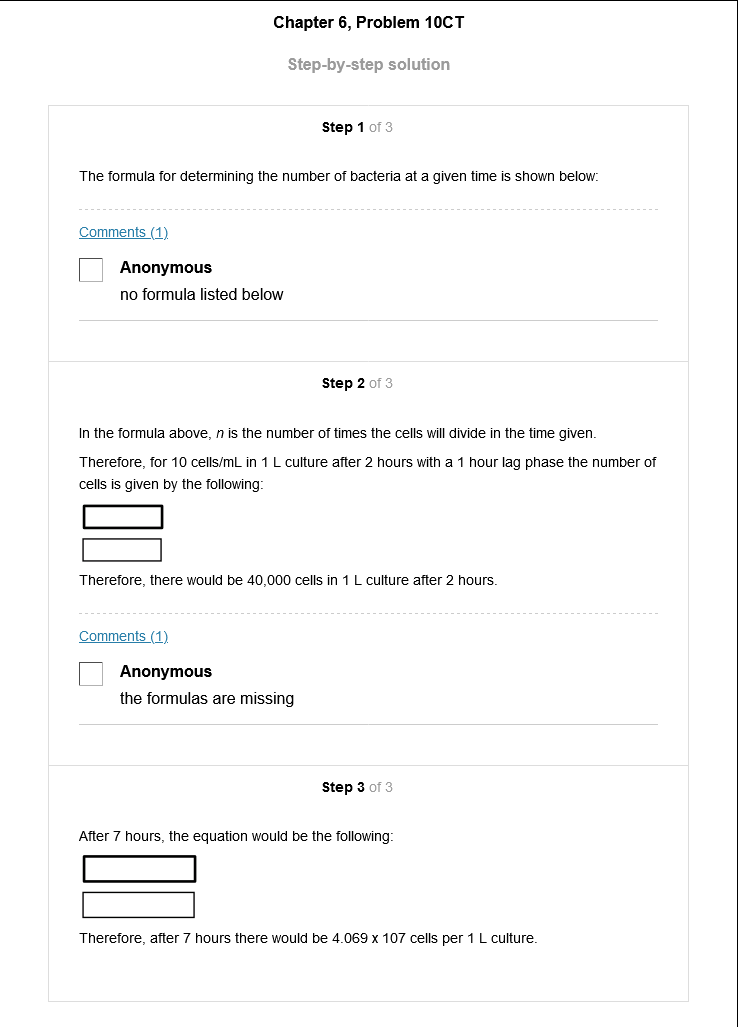 Chapter 6, Problem 10CT
Step-by-step solution
Step 1 of 3
The formula for determining the number of bacteria at a given time is shown below:
Comments (1)
Anonymous
no formula listed below
Step 2 of 3
In the formula above, n is the number of times the cells will divide in the time given.
Therefore, for 10 cells/mL in 1 L culture after 2 hours with a 1 hour lag phase the number of
cells is given by the following:
Therefore, there would be 40,000 cells in 1 L culture after 2 hours.
Comments (1)
Anonymous
the formulas are missing
Step 3 of 3
After 7 hours, the equation would be the following:
Therefore, after 7 hours there would be 4.069 x 107 cells per 1 L culture.